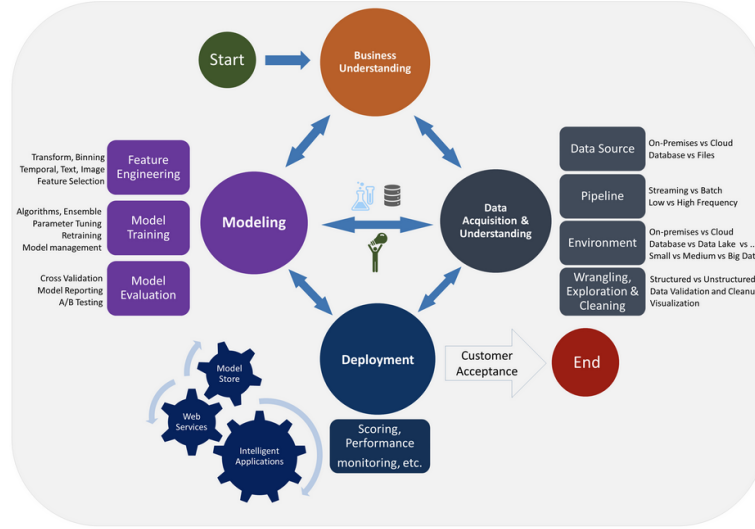 Start
Business
Understanding
Transform, Binning
Temporal, Text, Image
Feature Selection
Feature
Engineering
Algorithms, Ensemble
Parameter Tuning
Retraining
Model management
Model
Training
Cross Validation
Model Reporting
A/B Testing
Model
Evaluation
Modeling
Data
Acquisition &
Understanding
Data Source
On-Premises vs Cloud
Database vs Files
Pipeline
Streaming vs Batch
Low vs High Frequency
Environment
On-premises vs Cloud
Database vs Data Lake vs ..
Small vs Medium vs Big Dat
Wrangling,
Exploration &
Cleaning
Structured vs Unstructured
Data Validation and Cleanu
Visualization
Deployment
Customer
Acceptance
End
Scoring,
Performance
monitoring, etc.
Model
Store
Web
Services
Intelligent
Applications